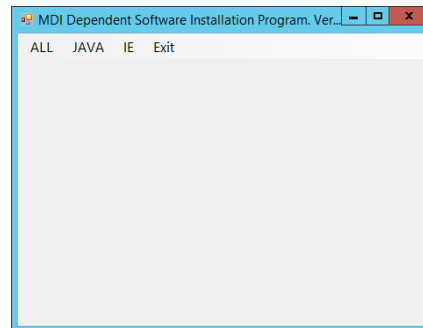 MDI Dependent Software Installation Program. Ver...
ALL JAVA IE Exit